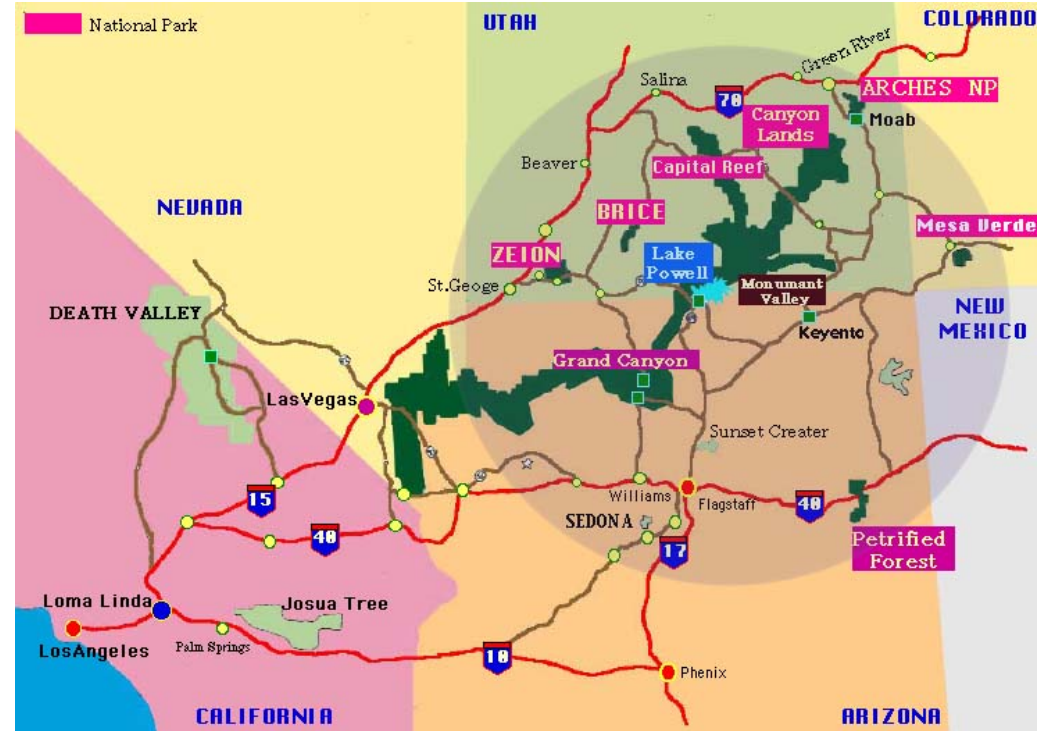 National Park
UTAH
COLORADO
Green River
Salina
ARCHES NP
70
Canyon
Lands
Moab
Beaver
Capital Reef
NEVADA
BRICE
Mesa Verde
ZEION
Lake
Powell
St.Geoge
Monumant
Valley
DEATH VALLEY
NEW
MEXICO
Keyento
Grand Canyon
LasVegas
Sunset Creater
15
Williams
Flagstaff
40
SEDONA
40
17
Petrified
Forest
Loma Linda
Josua Tree
LosAngeles
Palm Springs
10
Phenix
CALIFORNIA
ARIZONA